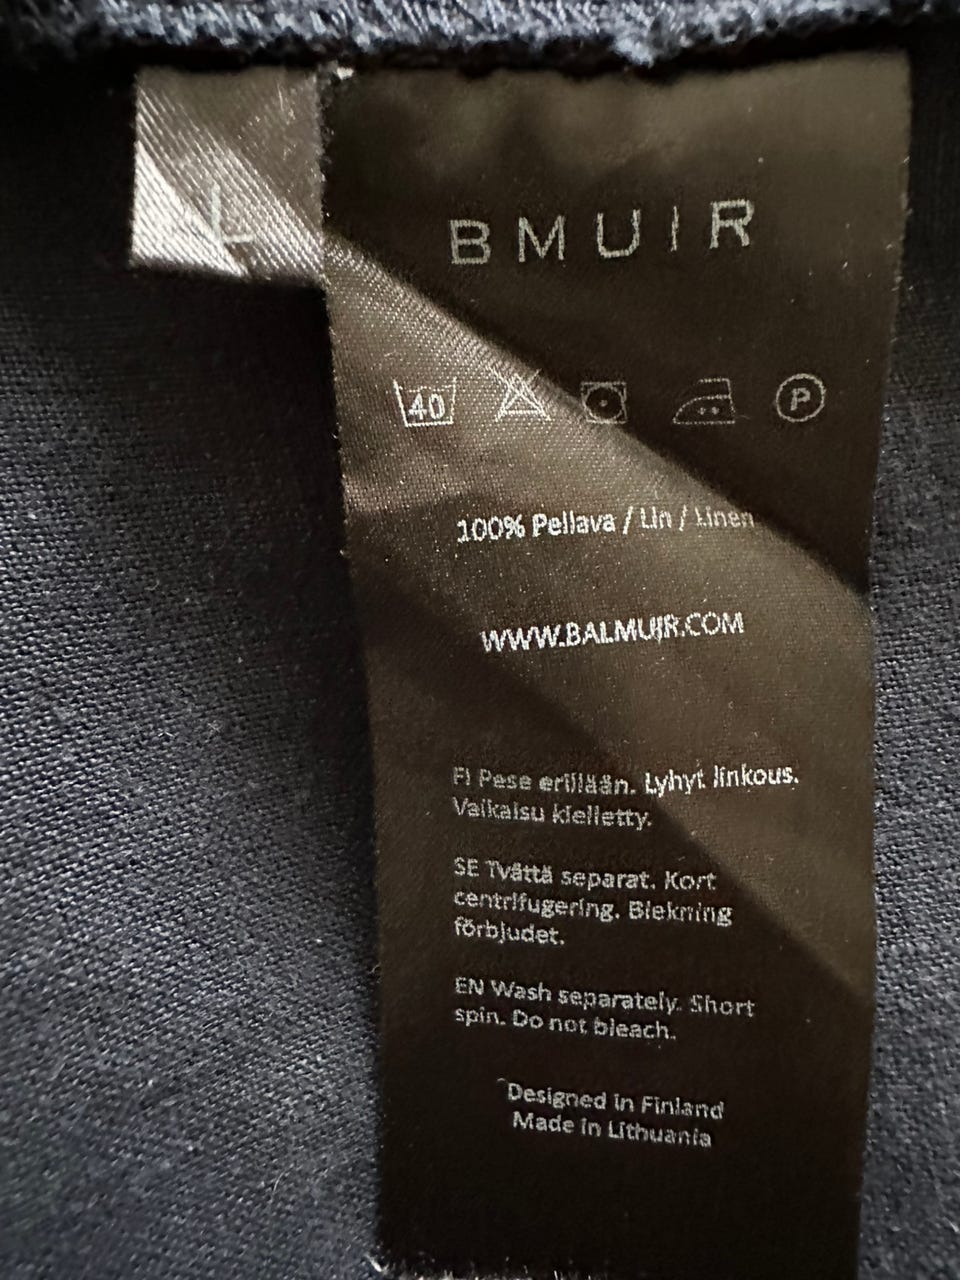 L
BMUIR
40
P
100% Pellava / Lin / Linen
WWW.BALMUIR.COM
FI Pese erillään. Lyhyt linkous.
Valkaisu kielletty.
SE Tvättä separat. Kort
centrifugering. Blekning
förbjudet.
EN Wash separately. Short
spin. Do not bleach.
Designed in Finland
Made in Lithuania